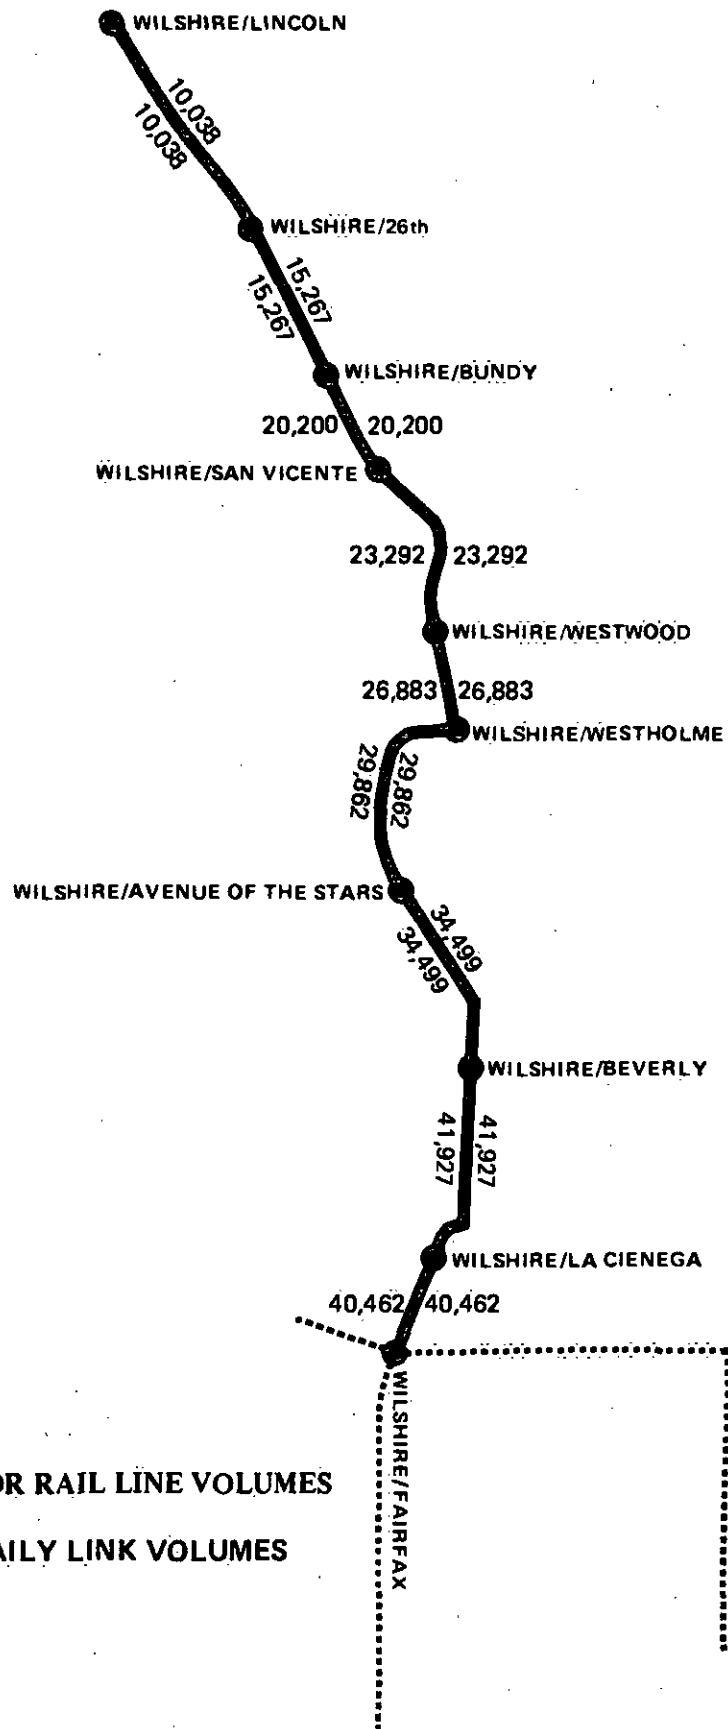 WILSHIRE/LINCOLN
10,038
10,038
WILSHIRE/26th
15,267
15,267
WILSHIRE/BUNDY
20,200 20,200
WILSHIRE/SAN VICENTE
23,292 23,292
WILSHIRE/WESTWOOD
26,883 26,883
WILSHIRE/WESTHOLME
29,862
29,862
WILSHIRE/AVENUE OF THE STARS
34,499
34,499
WILSHIRE/BEVERLY
41,927
41,927
WILSHIRE/LA CIENEGA
40,462 40,462
WILSHIRE/FAIRFAX
OR RAIL LINE VOLUMES
AILY LINK VOLUMES